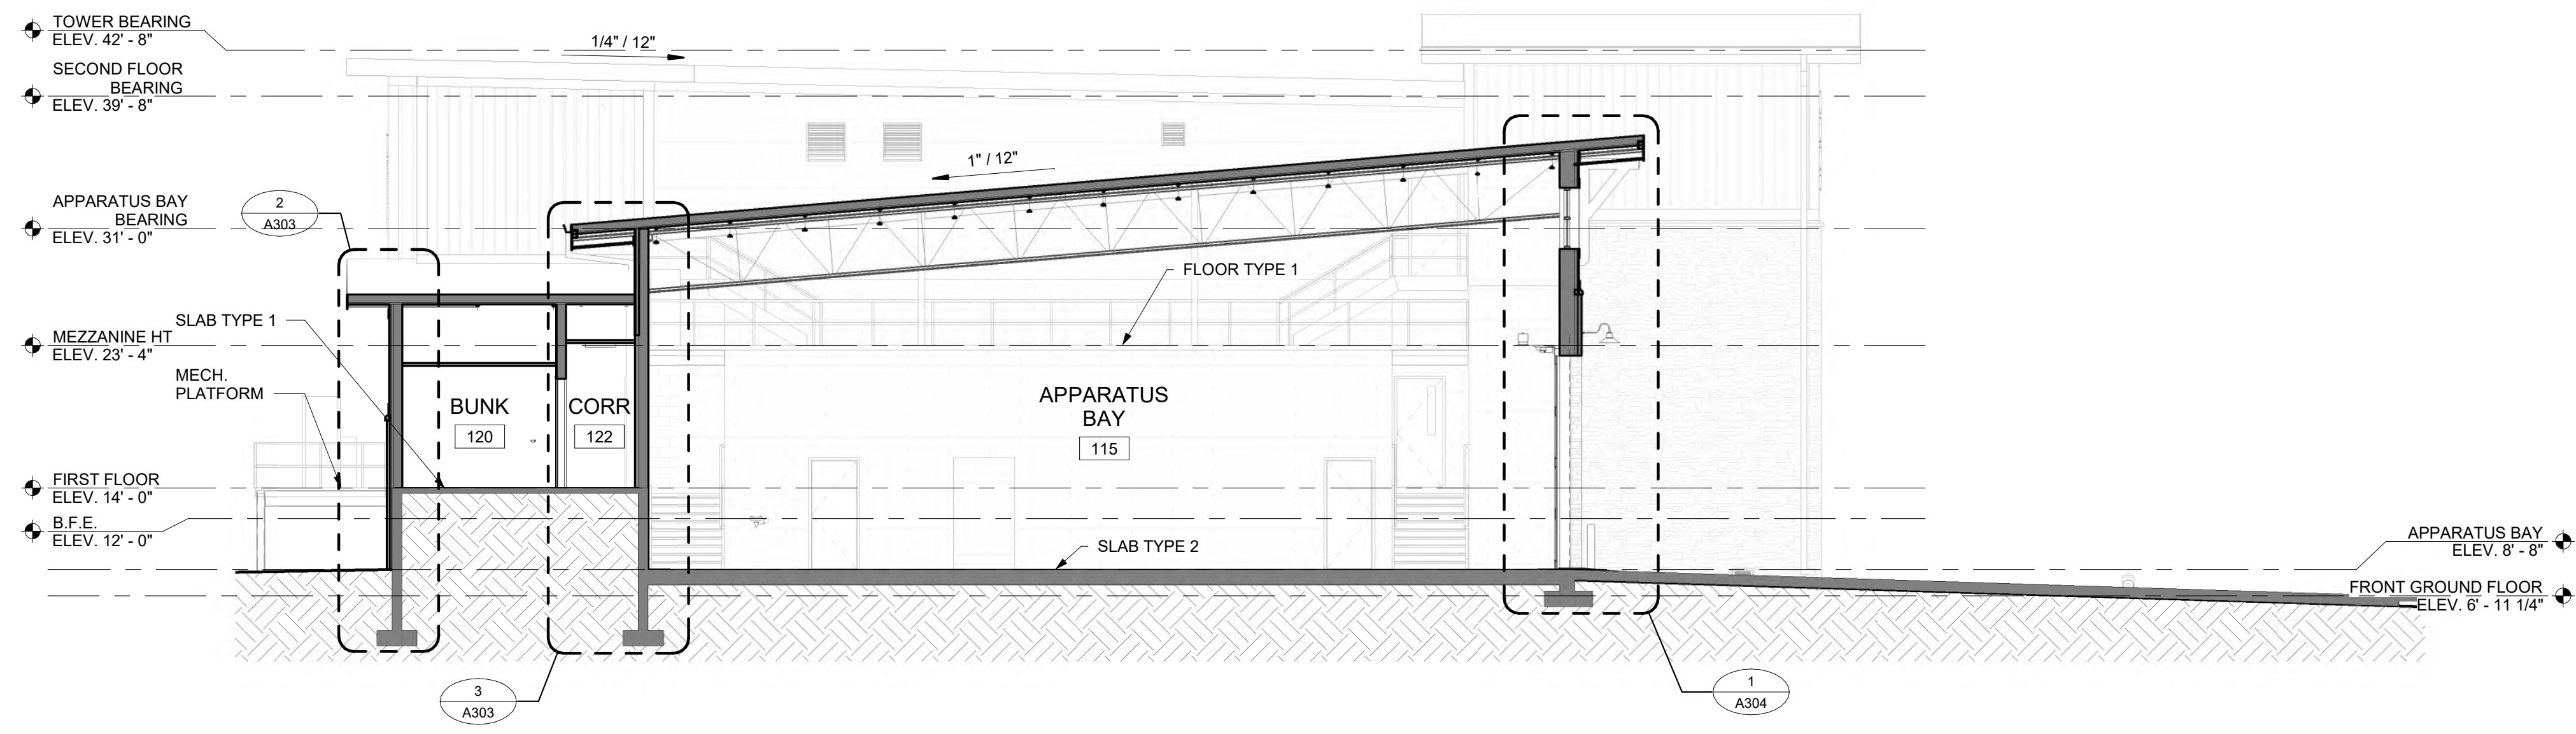 TOWER BEARING
ELEV. 42' - 8"
1/4" / 12"
SECOND FLOOR
BEARING
ELEV. 39' - 8"
1" / 12"
APPARATUS BAY
BEARING
ELEV. 31' - 0"
2
A303
FLOOR TYPE 1
SLAB TYPE 1
MEZZANINE HT
ELEV. 23' - 4"
MECH.
PLATFORM
BUNK
120
CORR
122
APPARATUS
BAY
115
FIRST FLOOR
ELEV. 14' - 0"
B.F.E.
ELEV. 12' - 0"
SLAB TYPE 2
APPARATUS BAY
ELEV. 8' - 8"
FRONT GROUND FLOOR
ELEV. 6' - 11 1/4"
3
A303
1
A304